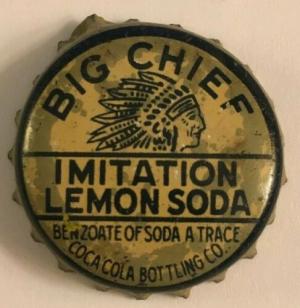 BIG CHIEF
IMITATION
LEMON SODA
BENZOATE OF SODA A TRACE
COCA COLA BOTTLING CO.